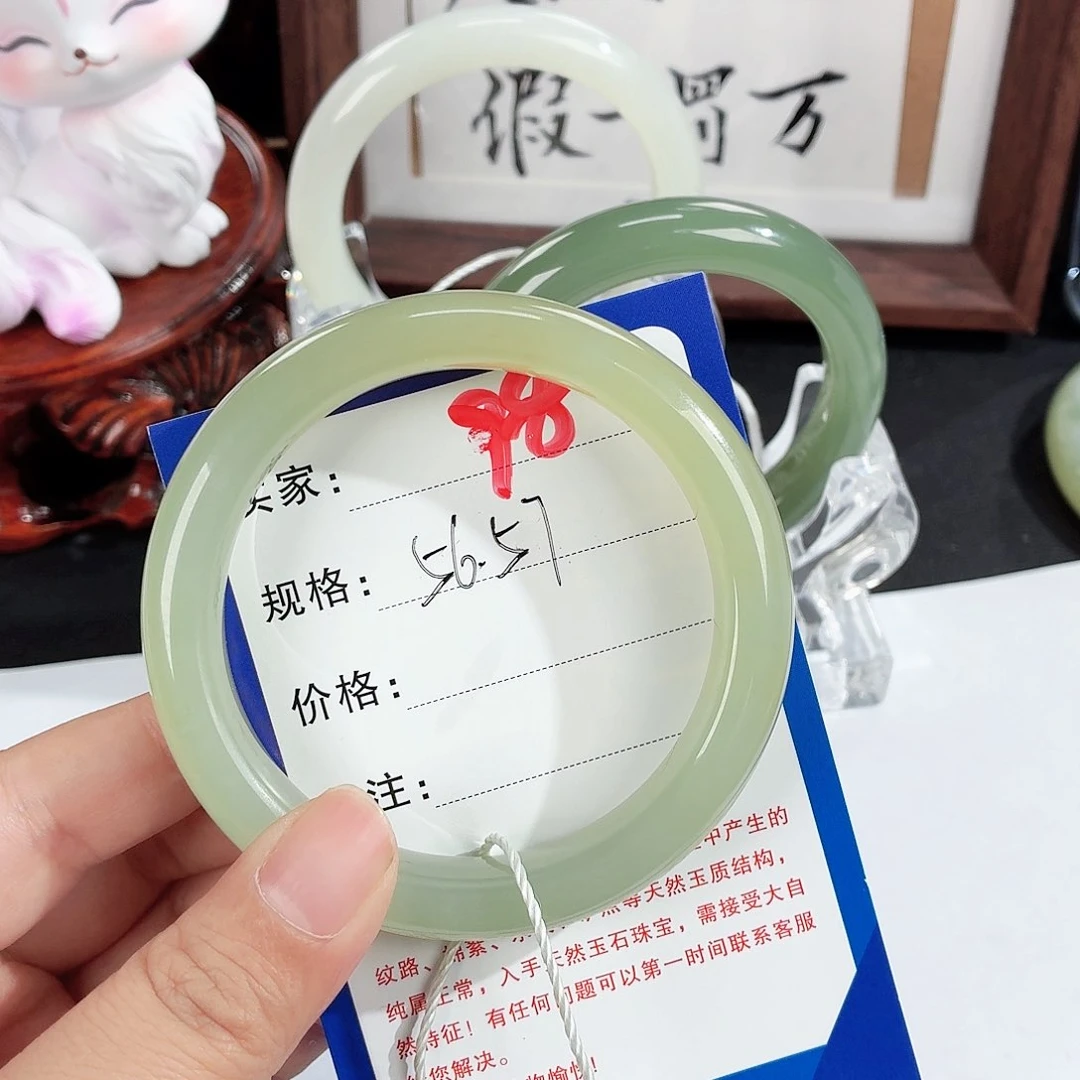 假一罚万
98
家：
规格： 56.57
价格：
注：
中产生的
等天然玉质结构，
纹路、棉絮、
然玉石珠宝，需接受大自
纯属正常，入手
然特征！有任何问题可以第一时间联系客服
您解决。